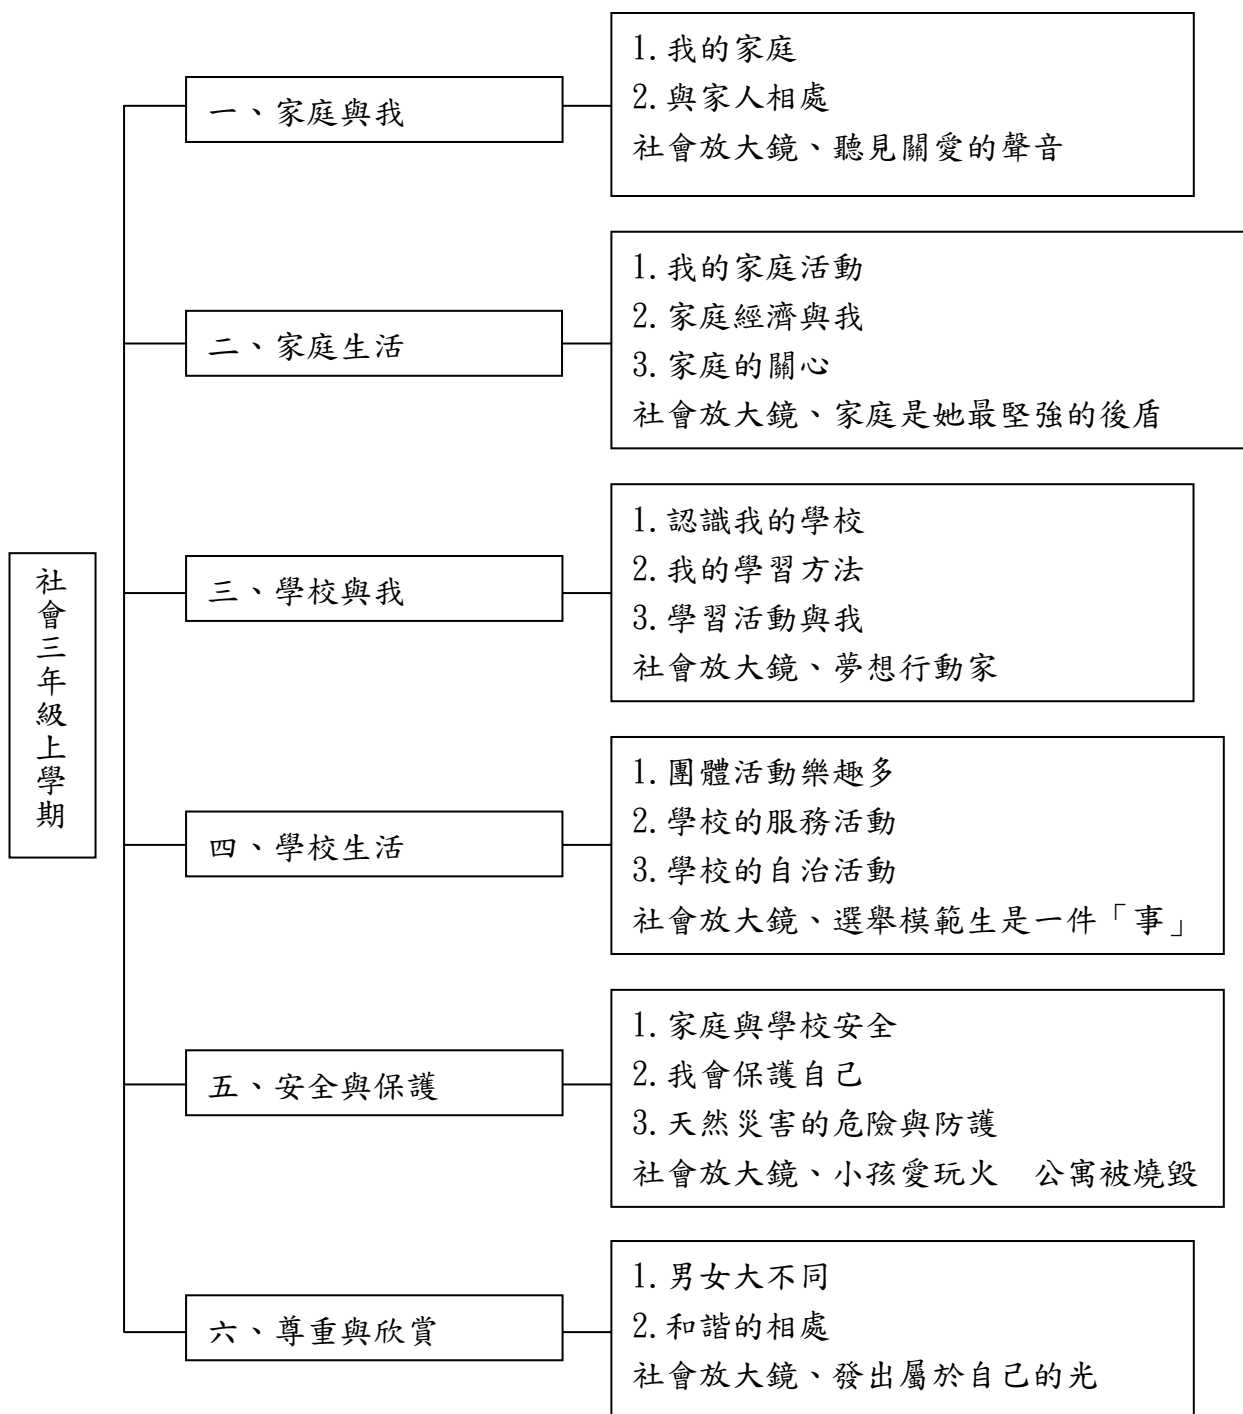 社會三年級上學期
一、家庭與我
1.我的家庭
2.與家人相處
社會放大鏡、聽見關愛的聲音
二、家庭生活
1.我的家庭活動
2.家庭經濟與我
3.家庭的關心
社會放大鏡、家庭是她最堅強的後盾
三、學校與我
1.認識我的學校
2.我的學習方法
3.學習活動與我
社會放大鏡、夢想行動家
四、學校生活
1.團體活動樂趣多
2.學校的服務活動
3.學校的自治活動
社會放大鏡、選舉模範生是一件「事」
五、安全與保護
1.家庭與學校安全
2.我會保護自己
3.天然災害的危險與防護
社會放大鏡、小孩愛玩火　公寓被燒毀
六、尊重與欣賞
1.男女大不同
2.和諧的相處
社會放大鏡、發出屬於自己的光